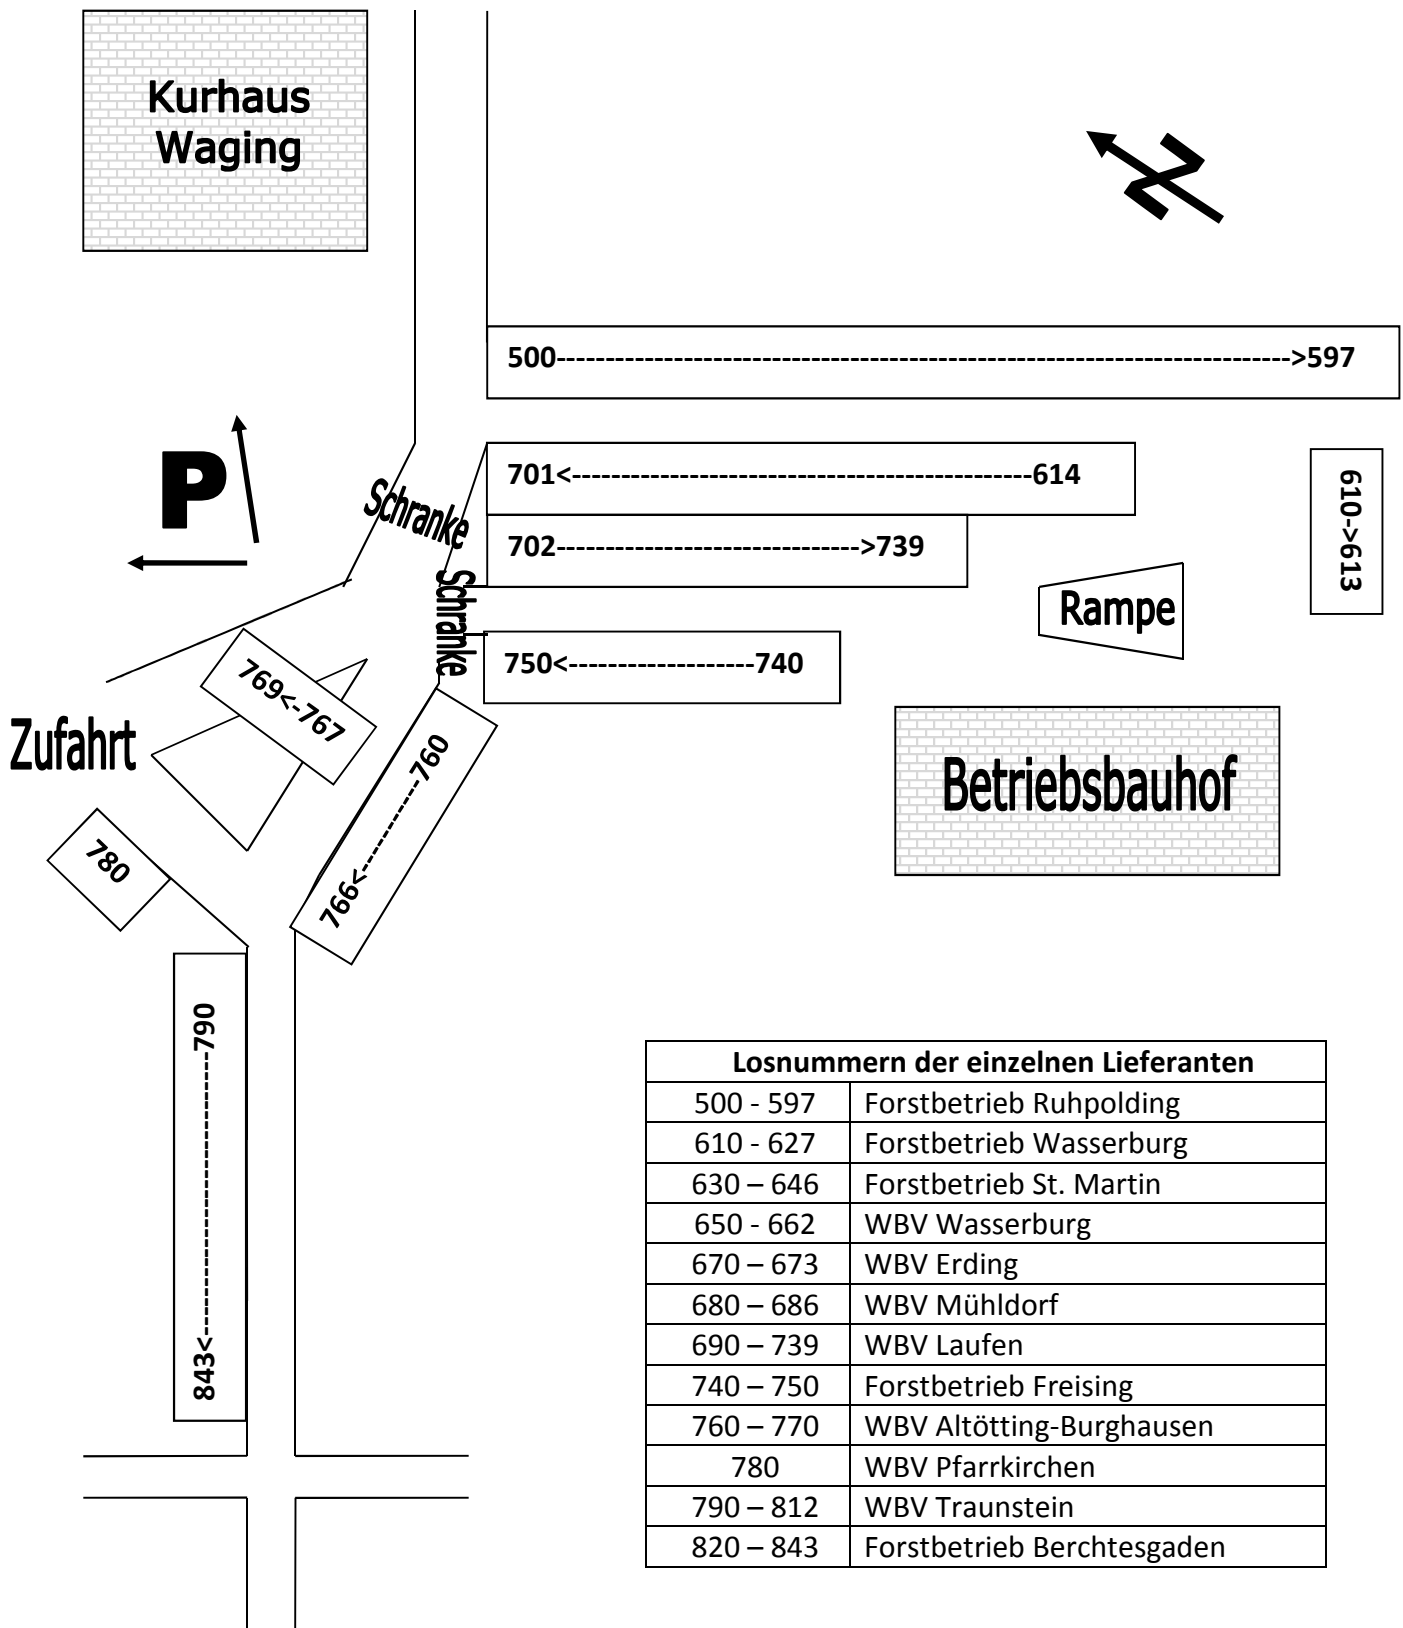 Kurhaus
Waging
N
500--------------------------------------------------------------------------->597
P
701<-----------------------------------------------614
610->613
Schranke
702------------------------------->739
Schranke
Rampe
750<-------------------740
769<-767
Zufahrt
766<-----------760
Betriebsbauhof
780
843<-----------------------------790
Losnummern der einzelnen Lieferanten
500 - 597 Forstbetrieb Ruhpolding
610 - 627 Forstbetrieb Wasserburg
630 – 646 Forstbetrieb St. Martin
650 - 662 WBV Wasserburg
670 – 673 WBV Erding
680 – 686 WBV Mühldorf
690 – 739 WBV Laufen
740 – 750 Forstbetrieb Freising
760 – 770 WBV Altötting-Burghausen
780 WBV Pfarrkirchen
790 – 812 WBV Traunstein
820 – 843 Forstbetrieb Berchtesgaden